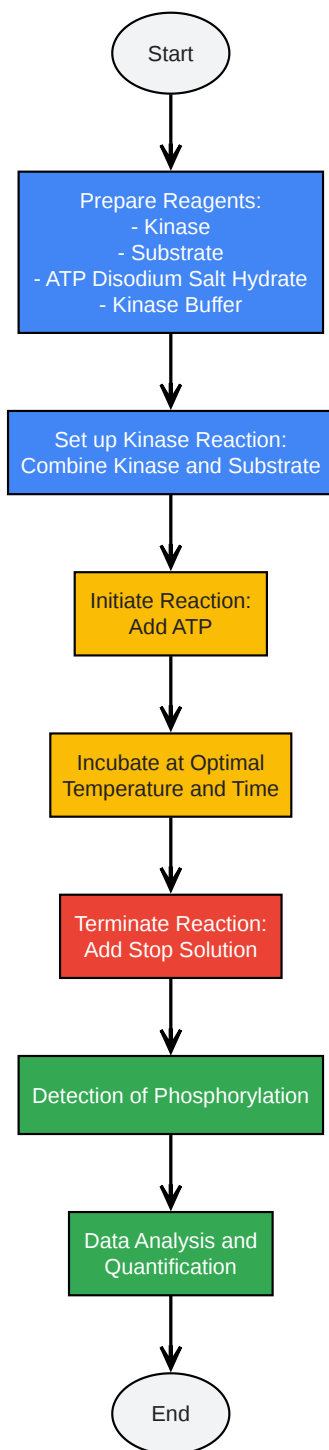 Start
Prepare Reagents:
- Kinase
- Substrate
- ATP Disodium Salt Hydrate
- Kinase Buffer
Set up Kinase Reaction:
Combine Kinase and Substrate
Initiate Reaction:
Add ATP
Incubate at Optimal
Temperature and Time
Terminate Reaction:
Add Stop Solution
Detection of Phosphorylation
Data Analysis and
Quantification
End